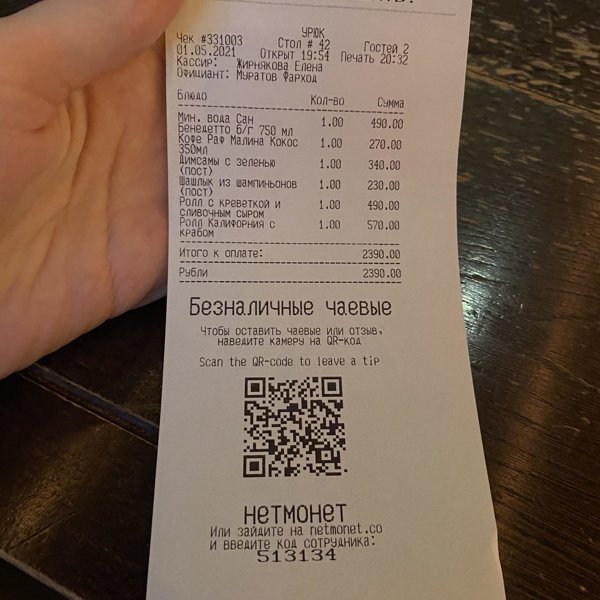 УРЮК
Чек #331003 Стол # 42 Гостей 2
01.05.2021 Открыт 19:54 Печать 20:32
Кассир: Жирнякова Елена
Официант: Муратов Фарход
Блюдо Кол-во Сумма
Мин. вода Сан 1.00 490.00
Бенедетто б/г 750 мл
Кофе Раф Малина Кокос 1.00 270.00
350мл
Димсамы с зеленью 1.00 340.00
(пост)
Шашлык из шампиньонов 1.00 230.00
(пост)
Ролл с креветкой и 1.00 490.00
сливочным сыром
Ролл Калифорния с 1.00 570.00
крабом
Итого к оплате: 2390.00
Рубли 2390.00
Безналичные чаевые
Чтобы оставить чаевые или отзыв,
наведите камеру на QR-код
Scan the QR-code to leave a tip
нетмонет
Или зайдите на netmonet.co
и введите код сотрудника:
513134